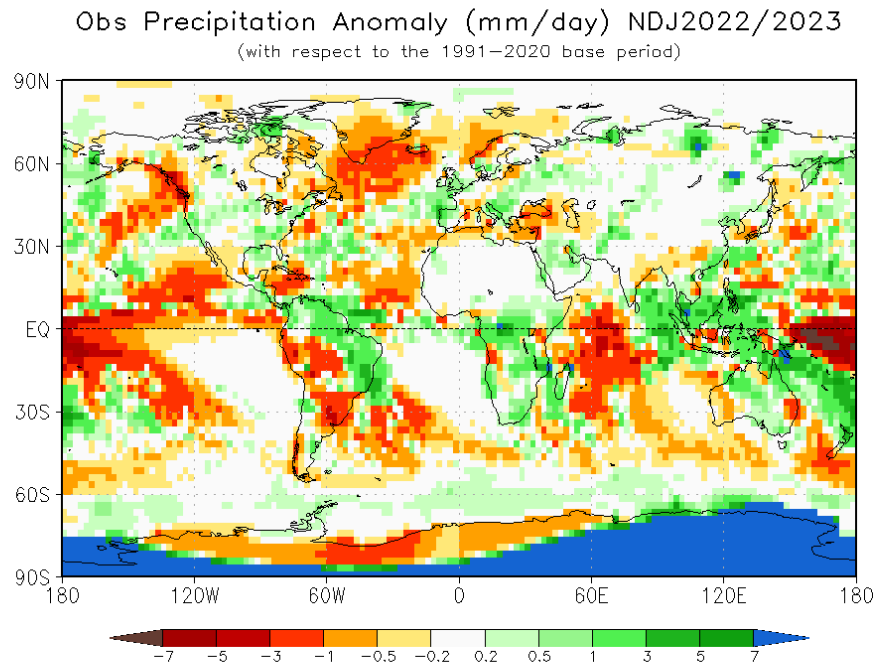 Obs Precipitation Anomaly (mm/day) NDJ2022/2023
(with respect to the 1991–2020 base period)
90N
60N
30N
EQ
30S
60S
90S
180 120W 60W 0 60E 120E 180
-7 -5 -3 -1 -0.5 -0.2 0.2 0.5 1 3 5 7